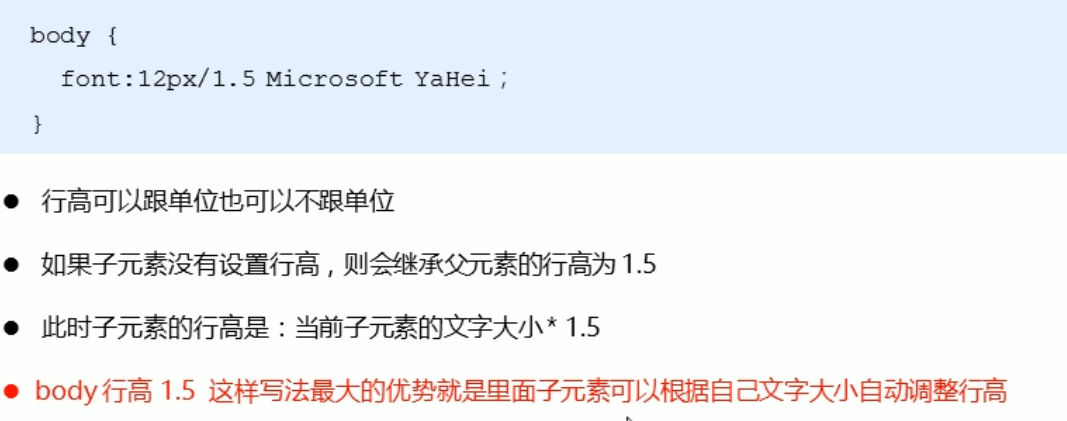 body {
font:12px/1.5 Microsoft YaHei;
}
● 行高可以跟单位也可以不跟单位
● 如果子元素没有设置行高，则会继承父元素的行高为1.5
● 此时子元素的行高是：当前子元素的文字大小* 1.5
● body行高 1.5 这样写法最大的优势就是里面子元素可以根据自己文字大小自动调整行高